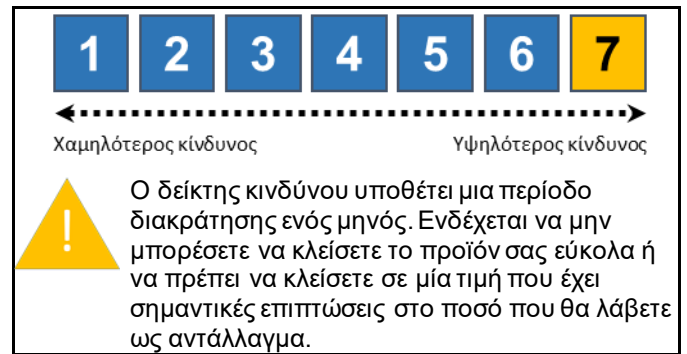 1 2 3 4 5 6 7
Χαμηλότερος κίνδυνος Υψηλότερος κίνδυνος
!
Ο δείκτης κινδύνου υποθέτει μια περίοδο
διακράτησης ενός μηνός. Ενδέχεται να μην
μπορέσετε να κλείσετε το προϊόν σας εύκολα ή
να πρέπει να κλείσετε σε μία τιμή που έχει
σημαντικές επιπτώσεις στο ποσό που θα λάβετε
ως αντάλλαγμα.